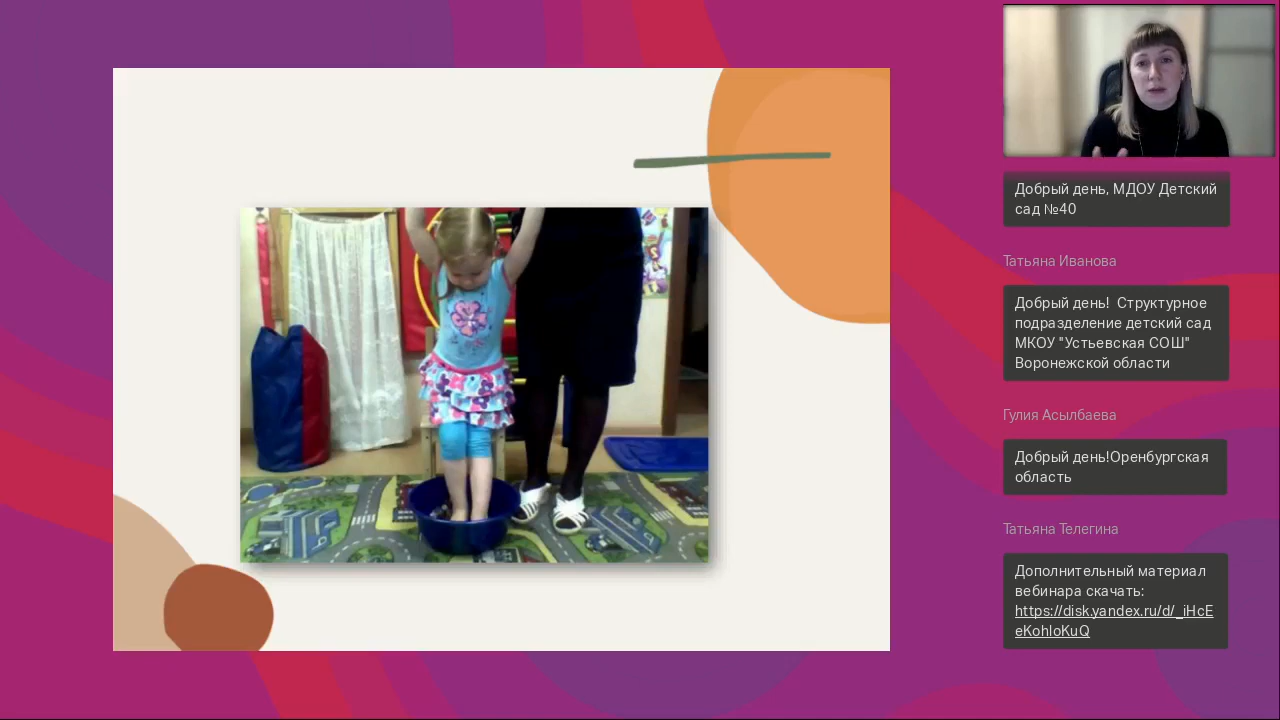 Добрый день, МДОУ Детский
сад №40
Татьяна Иванова
Добрый день!  Структурное
подразделение детский сад
МКОУ "Устьевская СОШ"
Воронежской области
Гулия Асылбаева
Добрый день!Оренбургская
область
Татьяна Телегина
Дополнительный материал
вебинара скачать:
https://disk.yandex.ru/d/_iHcE
eKohloKuQ